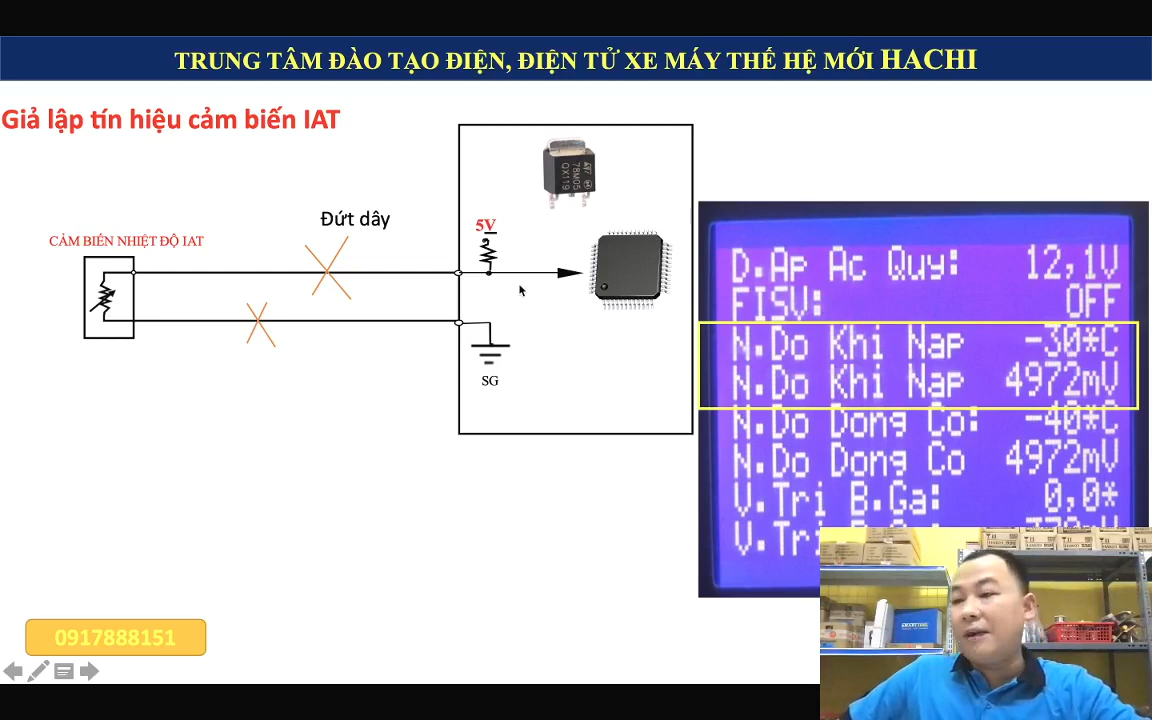 TRUNG TÂM ĐÀO TẠO ĐIỆN, ĐIỆN TỬ XE MÁY THẾ HỆ MỚI HACHI
Giả lập tín hiệu cảm biến IAT
CẢM BIẾN NHIỆT ĐỘ IAT
Đứt dây
5V
78M05
QX119
SG
D.Ap Ac Quy: 12,1V
FISV: OFF
N.Do Khi Nap -30*C
N.Do Khi Nap 4972mV
N.Do Dong Co: -40*C
N.Do Dong Co 4972mV
V.Tri B.Ga: 0,0*
V.Tri
0917888151